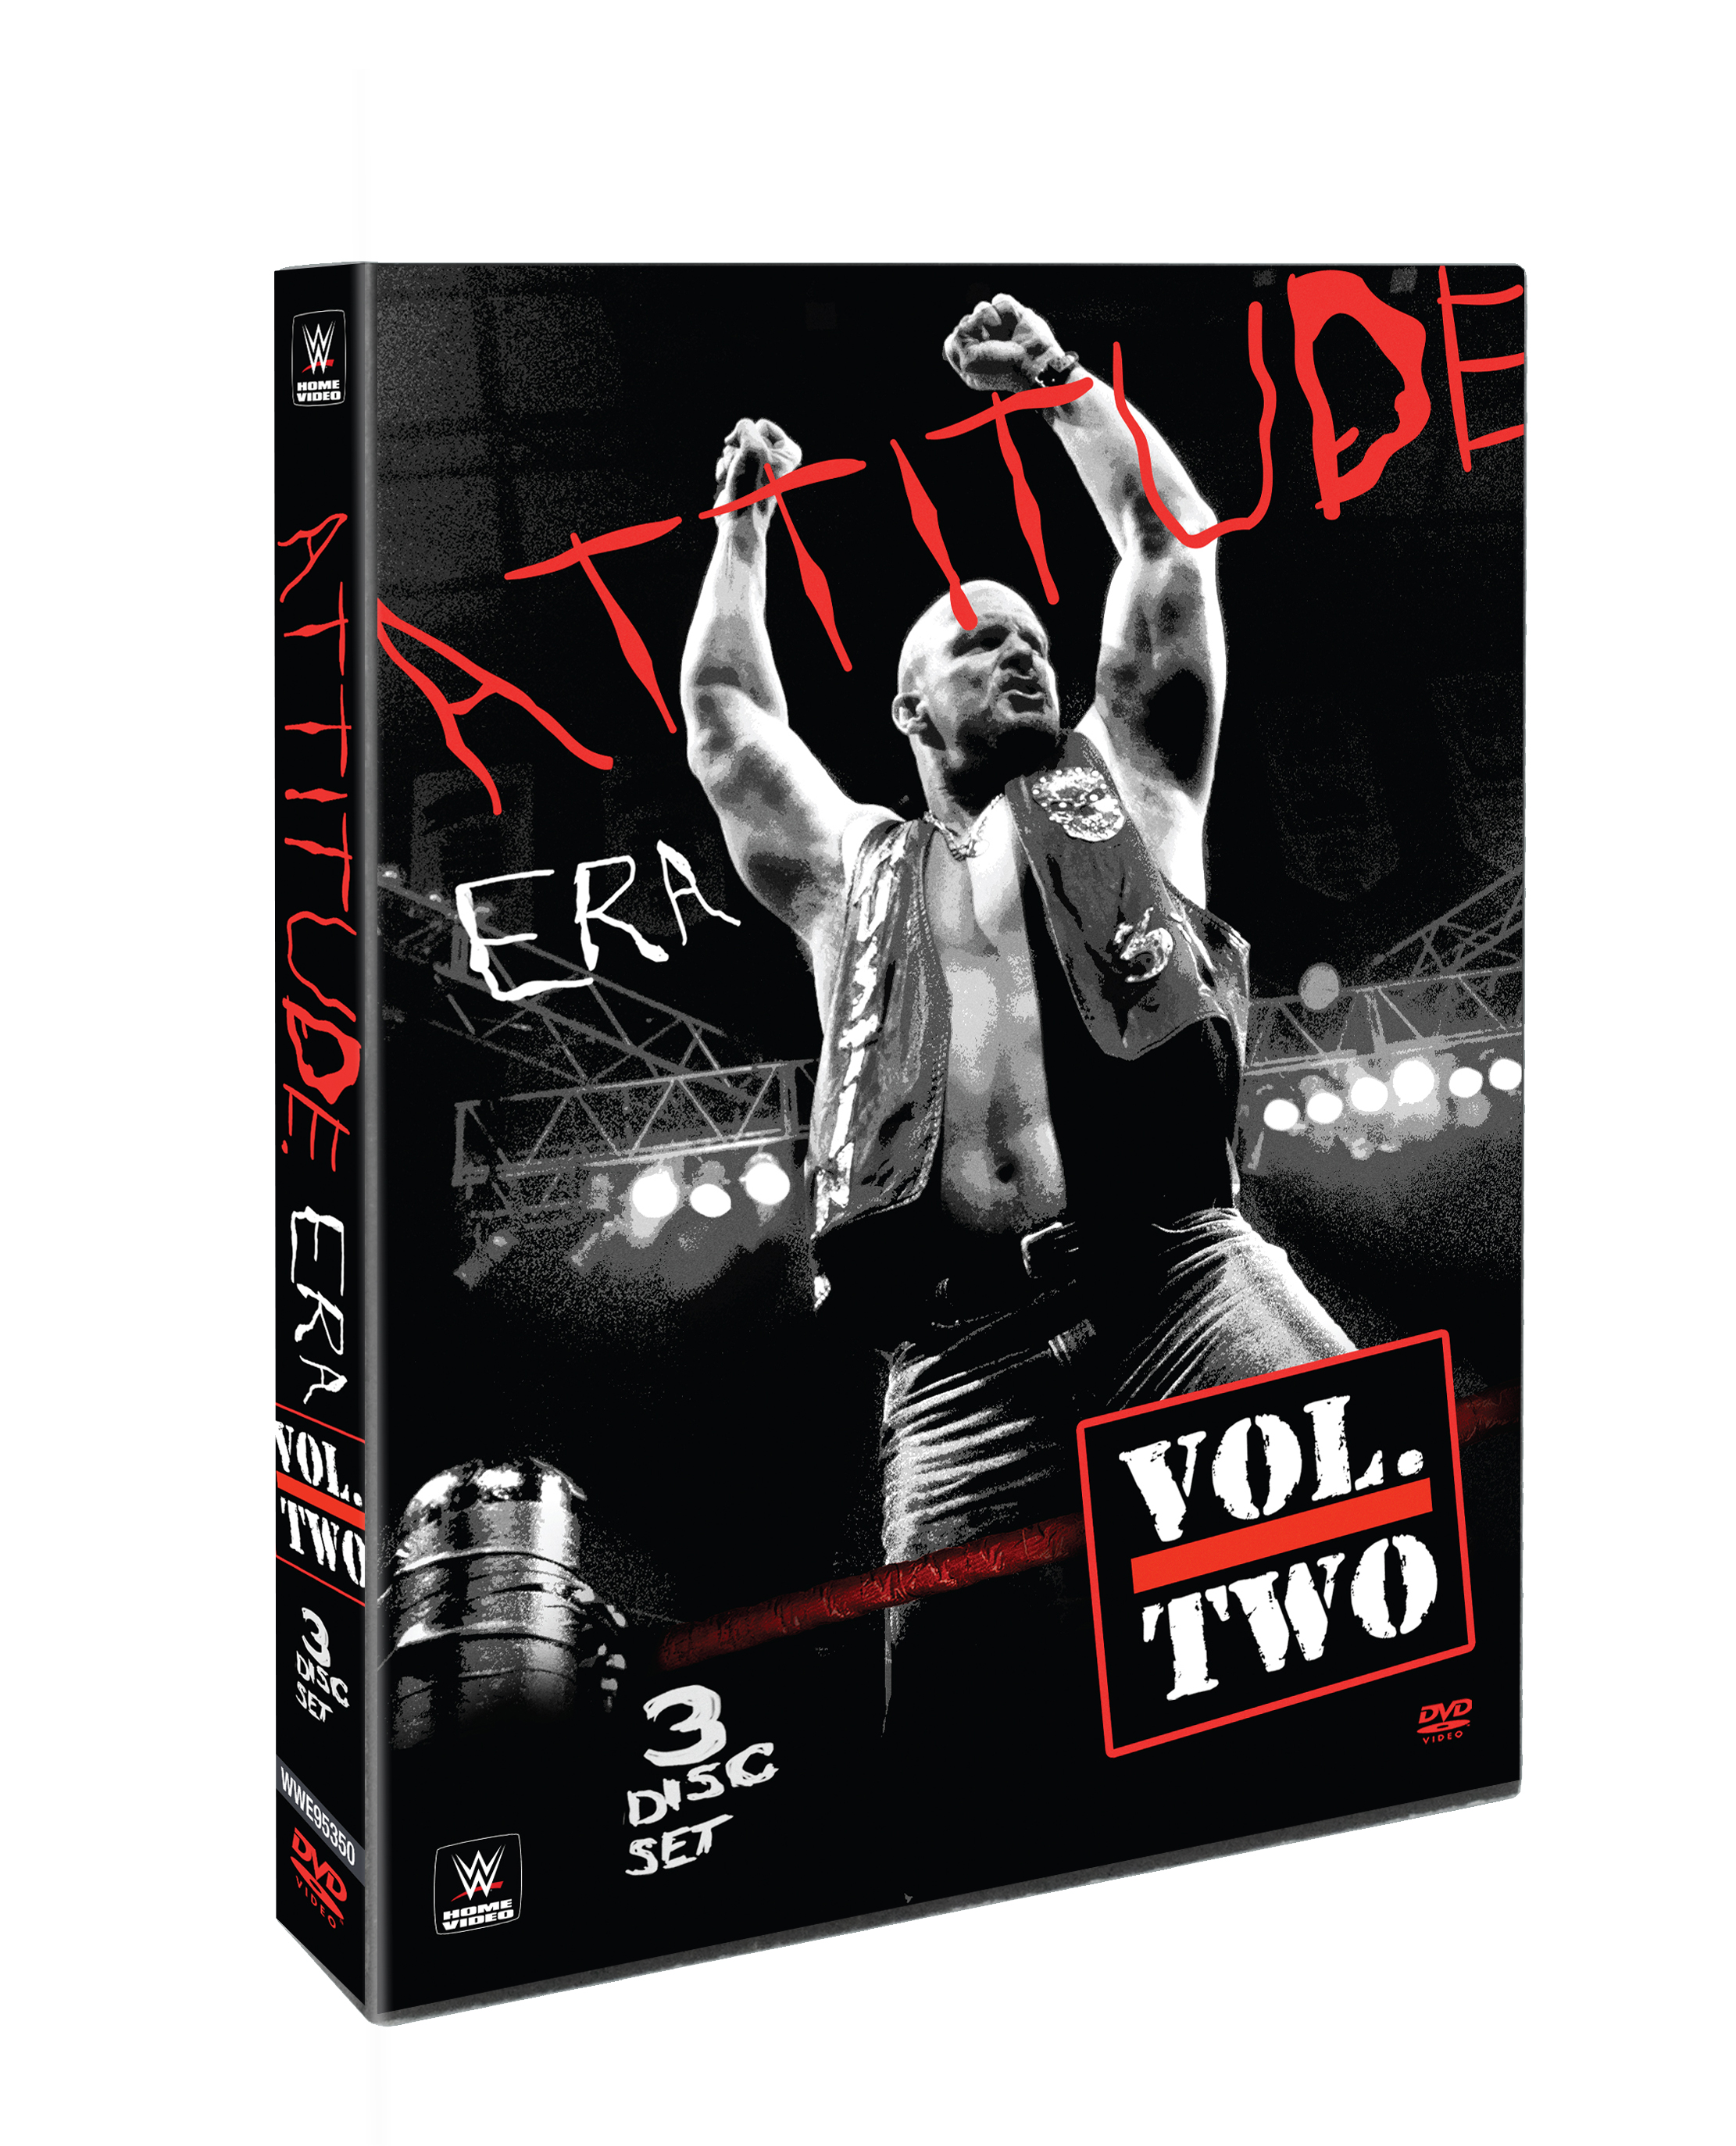 W
HOME
VIDEO
ATTITUDE ERA
VOL.
TWO
3
DISC
SET
WWE95350
DVD
VIDEO
ATTITUDE
ERA
VOL.
TWO
DVD
VIDEO
3
DISC
SET
W
HOME
VIDEO